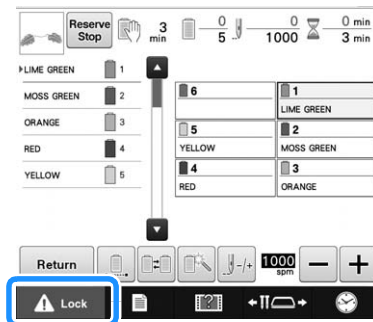 Reserve Stop
3 min
0 5
0 1000
0 min 3 min
LIME GREEN 1
MOSS GREEN 2
ORANGE 3
RED 4
YELLOW 5
6
1 LIME GREEN
5 YELLOW
2 MOSS GREEN
4 RED
3 ORANGE
Return
-/+
1000 spm
− +
Lock
?